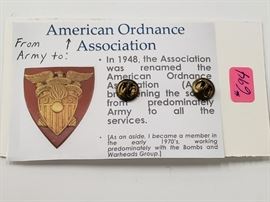 American Ordnance
Association
From ↑
Army to:
• In 1948, the Association
was renamed the
American Ordnance
Association (A
broadening the sc
from predominately
Army to all the
services.
[As an aside, I became a member in
the early 1970's, working
predominately with the Bombs and
Warheads Group.]
#694